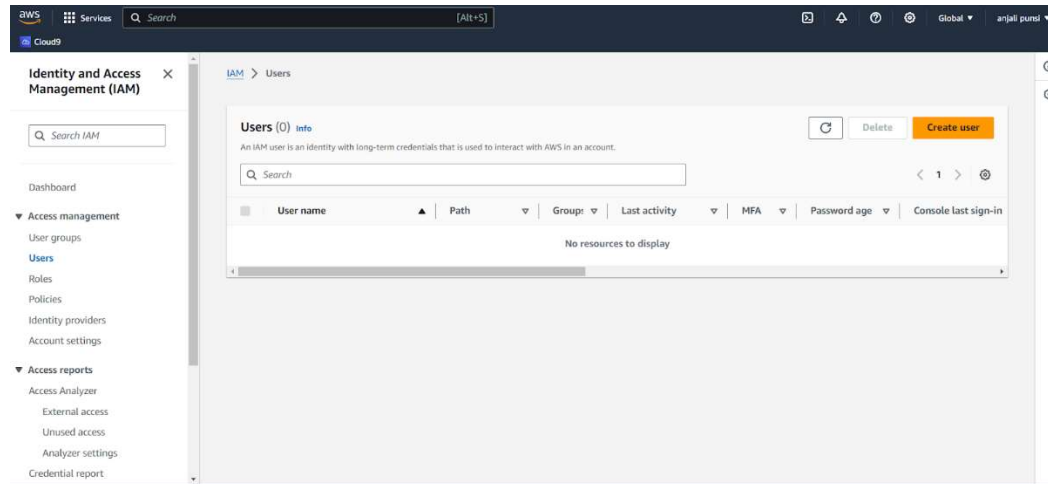 aws Services Search [Alt+S] Global anjali punsi
Cloud9
Identity and Access Management (IAM)
Search IAM
Dashboard
Access management
User groups
Users
Roles
Policies
Identity providers
Account settings
Access reports
Access Analyzer
External access
Unused access
Analyzer settings
Credential report
IAM > Users
Users (0) Info
Delete
Create user
An IAM user is an identity with long-term credentials that is used to interact with AWS in an account.
Search
1
User name Path Group: Last activity MFA Password age Console last sign-in
No resources to display